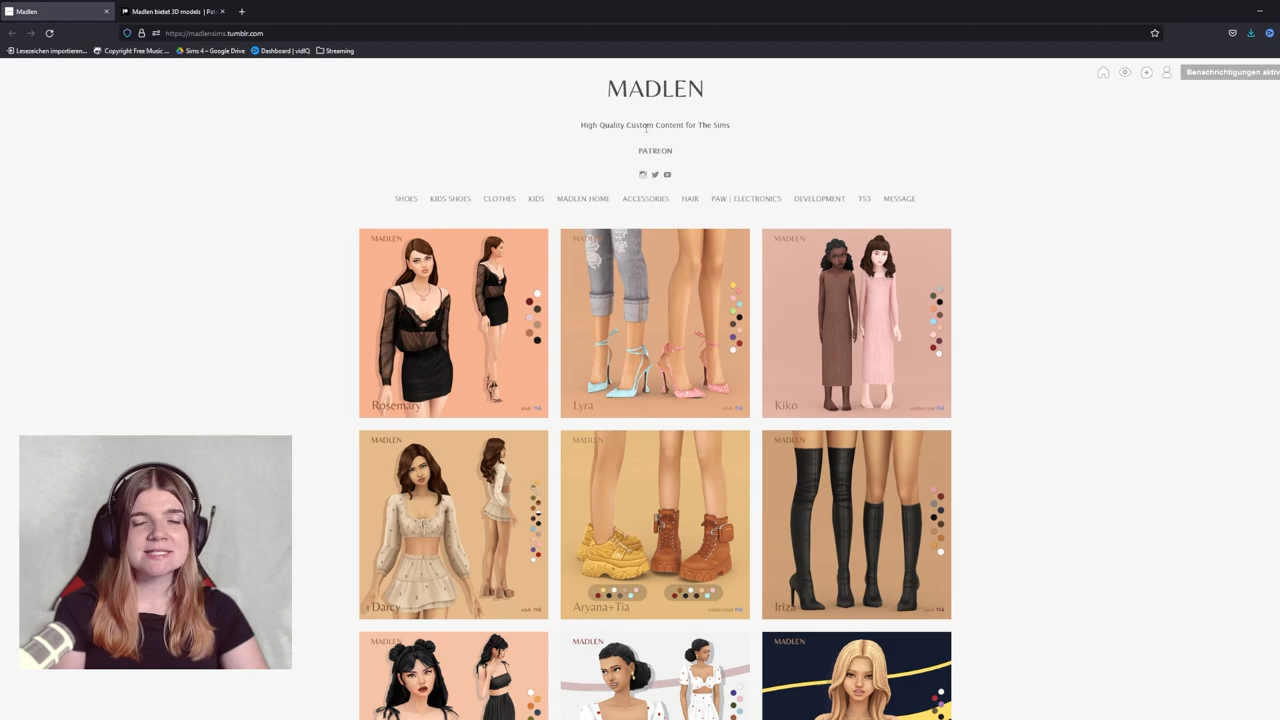 Madlen
Madlen bietet 3D models | Pat
https://madlensims.tumblr.com
Lesezeichen importieren...
Copyright Free Music ...
Sims 4 – Google Drive
Dashboard | vidIQ
Streaming
Benachrichtigungen aktiv
MADLEN
High Quality Custom Content for The Sims
PATREON
SHOES KIDS SHOES CLOTHES KIDS MADLEN HOME ACCESSORIES HAIR PAW | ELECTRONICS DEVELOPMENT TS3 MESSAGE
MADLEN
Rosemary
MADLEN
Lyra
MADLEN
Kiko
MADLEN
Darcy
MADLEN
Aryana+Tia
MADLEN
Iriza
MADLEN
MADLEN
MADLEN